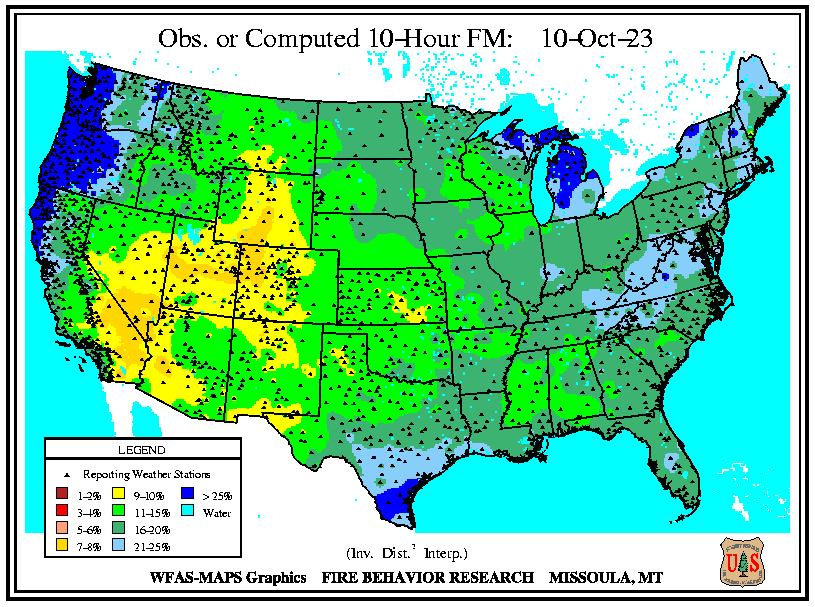 Obs. or Computed 10-Hour FM: 10-Oct-23
LEGEND
Reporting Weather Stations
1-2% 9-10% > 25%
3-4% 11-15% Water
5-6% 16-20%
7-8% 21-25%
(Inv. Dist.² Interp.)
WFAS-MAPS Graphics FIRE BEHAVIOR RESEARCH MISSOULA, MT
U S